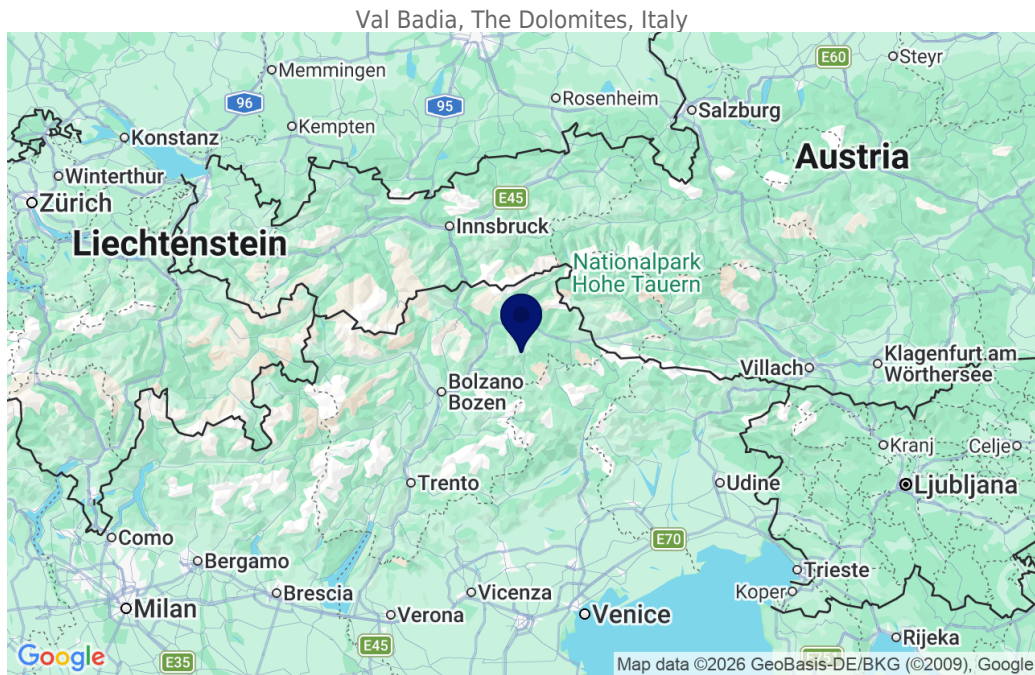 Val Badia, The Dolomites, Italy
Steyr
E60
Memmingen
96
95
Rosenheim
Salzburg
Kempten
Konstanz
Austria
Winterthur
Zürich
E45
Innsbruck
Liechtenstein
Nationalpark
Hohe Tauern
Villach
Klagenfurt am
Wörthersee
Bolzano
Bozen
Kranj
Celje
Trento
Udine
Ljubljana
Como
E70
Bergamo
Trieste
Brescia
Vicenza
Koper
Milan
Verona
Venice
Rijeka
E45
Google
E35
Map data ©2026 GeoBasis-DE/BKG (©2009), Google